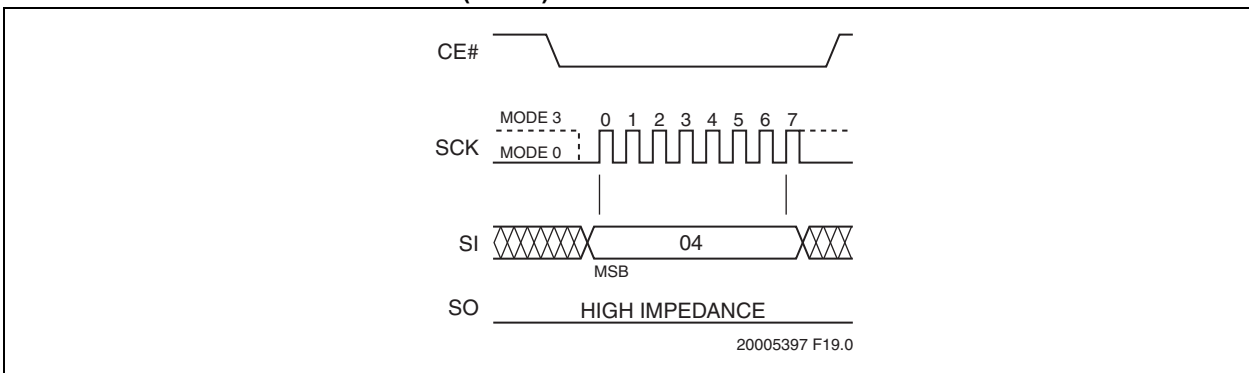 CE#
MODE 3
0 1 2 3 4 5 6 7
SCK
MODE 0
SI
04
MSB
SO
HIGH IMPEDANCE
20005397 F19.0